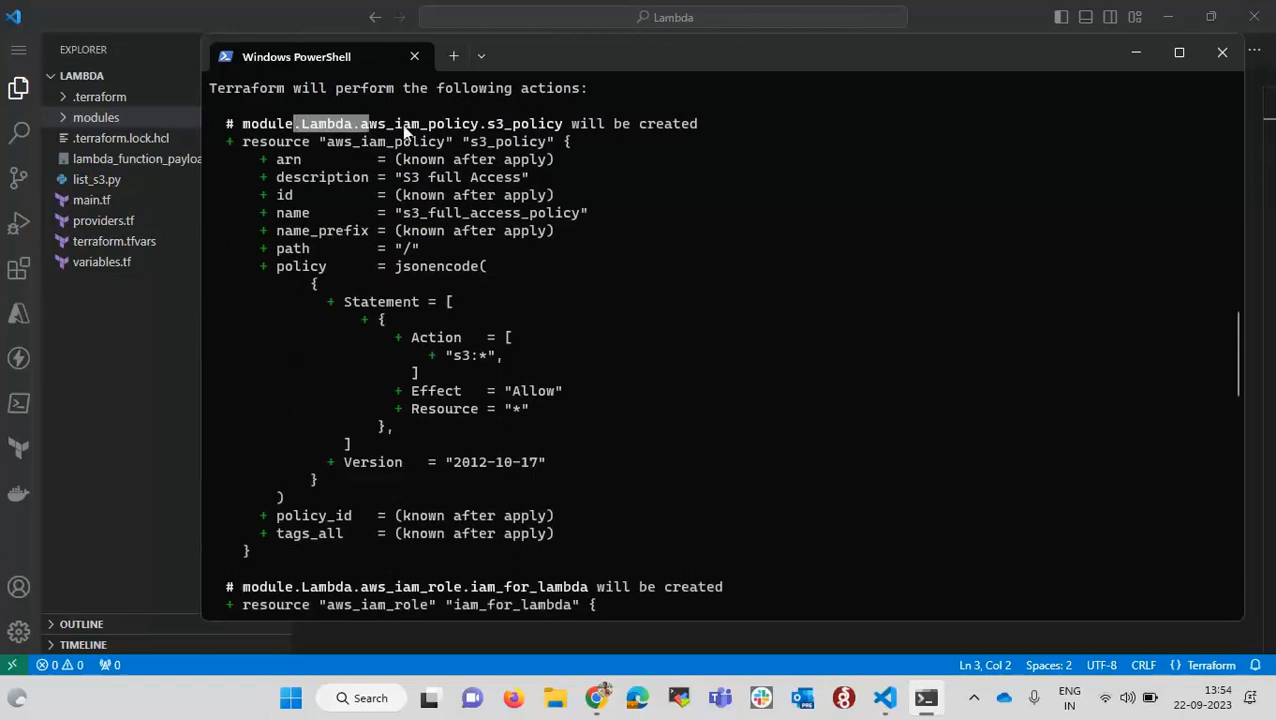 Lambda
EXPLORER
LAMBDA
.terraform
modules
.terraform.lock.hcl
lambda_function_payloa
list_s3.py
main.tf
providers.tf
terraform.tfvars
variables.tf
OUTLINE
TIMELINE
Windows PowerShell
Terraform will perform the following actions:
# module.Lambda.aws_iam_policy.s3_policy will be created
+ resource "aws_iam_policy" "s3_policy" {
+ arn = (known after apply)
+ description = "S3 full Access"
+ id = (known after apply)
+ name = "s3_full_access_policy"
+ name_prefix = (known after apply)
+ path = "/"
+ policy = jsonencode(
{
+ Statement = [
+ {
+ Action = [
+ "s3:*",
]
+ Effect = "Allow"
+ Resource = "*"
},
]
+ Version = "2012-10-17"
}
)
+ policy_id = (known after apply)
+ tags_all = (known after apply)
}
# module.Lambda.aws_iam_role.iam_for_lambda will be created
+ resource "aws_iam_role" "iam_for_lambda" {
0 0 0
Ln 3, Col 2 Spaces: 2 UTF-8 CRLF {} Terraform
Search
ENG
IN
13:54
22-09-2023